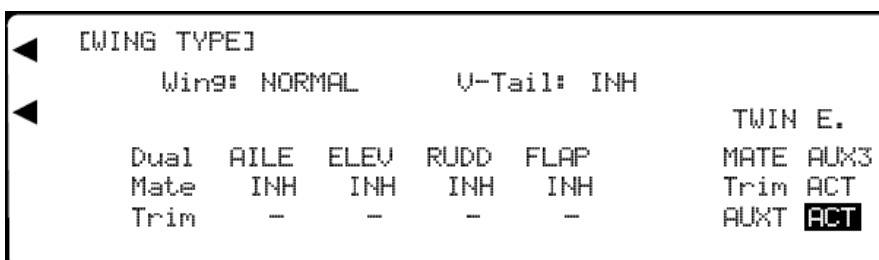 [WING TYPE]
Wing: NORMAL V-Tail: INH
TWIN E.
Dual AILE ELEV RUDD FLAP MATE AUX3
Mate INH INH INH INH Trim ACT
Trim – – – – AUXT ACT